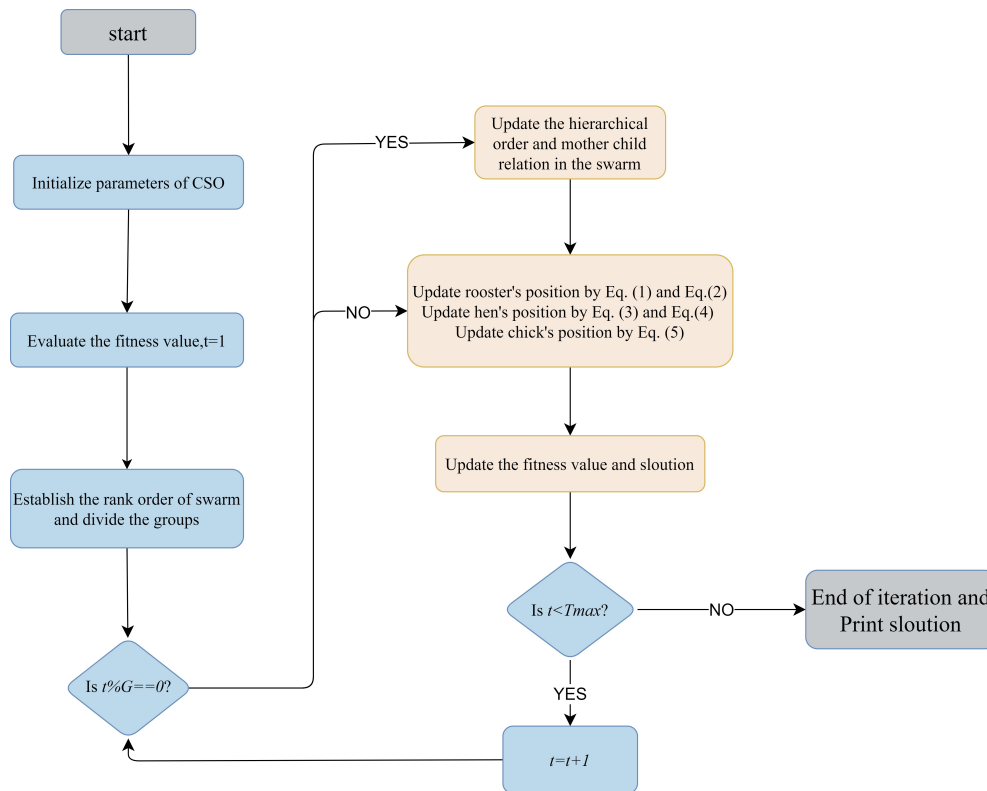 start
Initialize parameters of CSO
Evaluate the fitness value,t=1
Establish the rank order of swarm
and divide the groups
Is t%G==0?
YES
NO
Update the hierarchical
order and mother child
relation in the swarm
Update rooster's position by Eq. (1) and Eq.(2)
Update hen's position by Eq. (3) and Eq.(4)
Update chick's position by Eq. (5)
Update the fitness value and sloution
Is t<Tmax?
NO
End of iteration and
Print sloution
YES
t=t+1